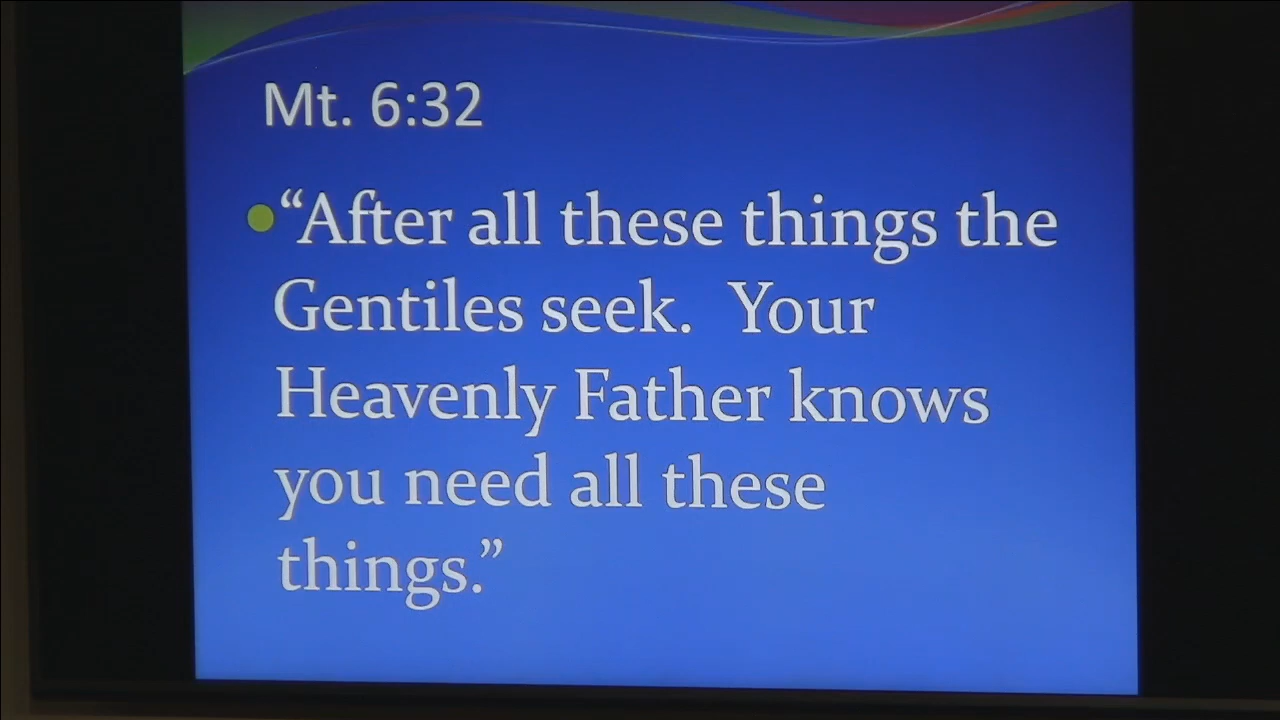 Mt. 6:32
“After all these things the
Gentiles seek.  Your
Heavenly Father knows
you need all these
things.”